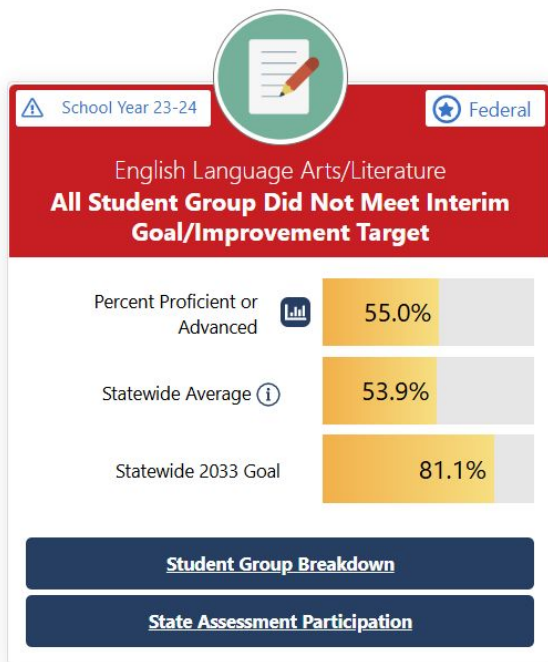 School Year 23-24
Federal
English Language Arts/Literature
All Student Group Did Not Meet Interim
Goal/Improvement Target
Percent Proficient or
Advanced
55.0%
Statewide Average
53.9%
Statewide 2033 Goal
81.1%
Student Group Breakdown
State Assessment Participation